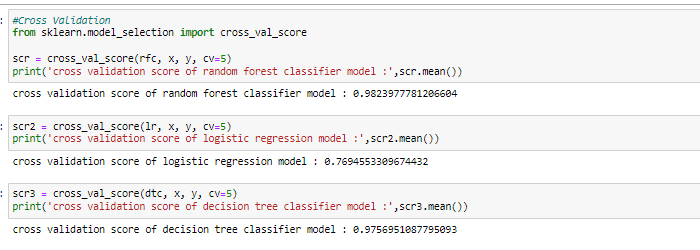 #Cross Validation
from sklearn.model_selection import cross_val_score
scr = cross_val_score(rfc, x, y, cv=5)
print('cross validation score of random forest classifier model :',scr.mean())
cross validation score of random forest classifier model : 0.9823977781206604
scr2 = cross_val_score(lr, x, y, cv=5)
print('cross validation score of logistic regression model :',scr2.mean())
cross validation score of logistic regression model : 0.7694553309674432
scr3 = cross_val_score(dtc, x, y, cv=5)
print('cross validation score of decision tree classifier model :',scr3.mean())
cross validation score of decision tree classifier model : 0.9756951087795093